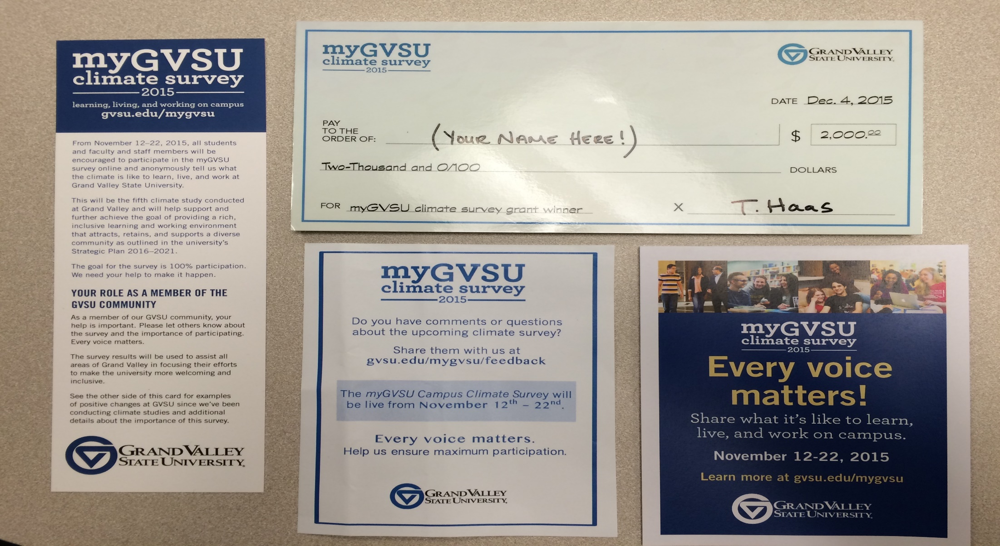 myGVSU
climate survey
2015
learning, living, and working on campus
gvsu.edu/mygvsu
From November 12–22, 2015, all students
and faculty and staff members will be
encouraged to participate in the myGVSU
survey online and anonymously tell us what
the climate is like to learn, live, and work at
Grand Valley State University.
This will be the fifth climate study conducted
at Grand Valley and will help support and
further achieve the goal of providing a rich,
inclusive learning and working environment
that attracts, retains, and supports a diverse
community as outlined in the university's
Strategic Plan 2016–2021.
The goal for the survey is 100% participation.
We need your help to make it happen.
YOUR ROLE AS A MEMBER OF THE
GVSU COMMUNITY
As a member of our GVSU community, your
help is important. Please let others know about
the survey and the importance of participating.
Every voice matters.
The survey results will be used to assist all
areas of Grand Valley in focusing their efforts
to make the university more welcoming and
inclusive.
See the other side of this card for examples
of positive changes at GVSU since we've been
conducting climate studies and additional
details about the importance of this survey.
GRAND VALLEY
STATE UNIVERSITY.
myGVSU
climate survey
2015
GRAND VALLEY
STATE UNIVERSITY.
DATE Dec. 4, 2015
PAY
TO THE
ORDER OF: (YOUR NAME HERE!) $ 2,000.00
Two-Thousand and 0/100 DOLLARS
FOR myGVSU climate survey grant winner X T. Haas
myGVSU
climate survey
2015
Do you have comments or questions
about the upcoming climate survey?
Share them with us at
gvsu.edu/mygvsu/feedback
The myGVSU Campus Climate Survey will
be live from November 12th – 22nd.
Every voice matters.
Help us ensure maximum participation.
GRAND VALLEY
STATE UNIVERSITY.
myGVSU
climate survey
2015
Every voice
matters!
Share what it's like to learn,
live, and work on campus.
November 12-22, 2015
Learn more at gvsu.edu/mygvsu
GRAND VALLEY
STATE UNIVERSITY.